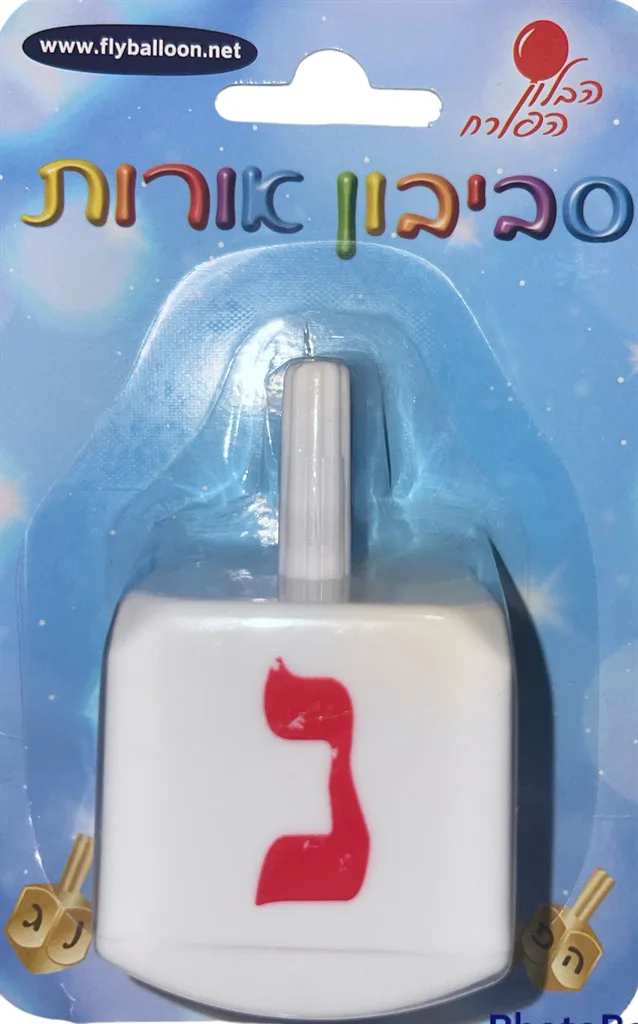 www.flyballoon.net
הבלון
הפורח
סביבון אורות
נ
נ ג
ה פ